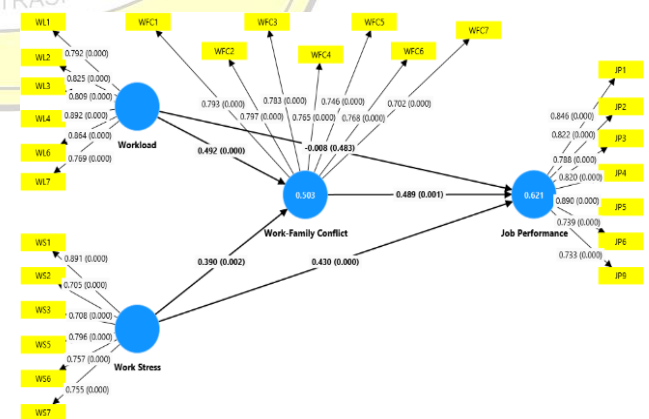 TRAS
WL1
WL2
WL3
WL4
WL6
WL7
0.792 (0.000)
0.825 (0.000)
0.809 (0.000)
0.892 (0.000)
0.864 (0.000)
0.769 (0.000)
Workload
WFC1
WFC2
WFC3
WFC4
WFC5
WFC6
WFC7
0.793 (0.000)
0.797 (0.000)
0.783 (0.000)
0.765 (0.000)
0.746 (0.000)
0.768 (0.000)
0.702 (0.000)
-0.008 (0.483)
0.492 (0.000)
0.503
Work-Family Conflict
0.489 (0.001)
0.390 (0.002)
0.430 (0.000)
0.621
Job Performance
JP1
JP2
JP3
JP4
JP5
JP6
JP9
0.846 (0.000)
0.822 (0.000)
0.788 (0.000)
0.820 (0.000)
0.890 (0.000)
0.739 (0.000)
0.733 (0.000)
WS1
WS2
WS3
WS5
WS6
WS7
0.891 (0.000)
0.705 (0.000)
0.708 (0.000)
0.796 (0.000)
0.757 (0.000)
0.755 (0.000)
Work Stress